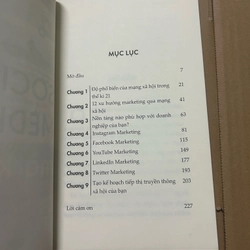 MỤC LỤC
Mở đầu 7
Chương 1 Độ phổ biến của mạng xã hội trong 21
thế kỉ 21
Chương 2 12 xu hướng marketing qua mạng 41
xã hội
Chương 3 Nền tảng nào phù hợp với doanh 63
nghiệp của bạn?
Chương 4 Instagram Marketing 85
Chương 5 Facebook Marketing 115
Chương 6 YouTube Marketing 149
Chương 7 LinkedIn Marketing 177
Chương 8 Twitter Marketing 193
Chương 9 Tạo kế hoạch tiếp thị truyền thông 203
xã hội của bạn
Lời cảm ơn 227